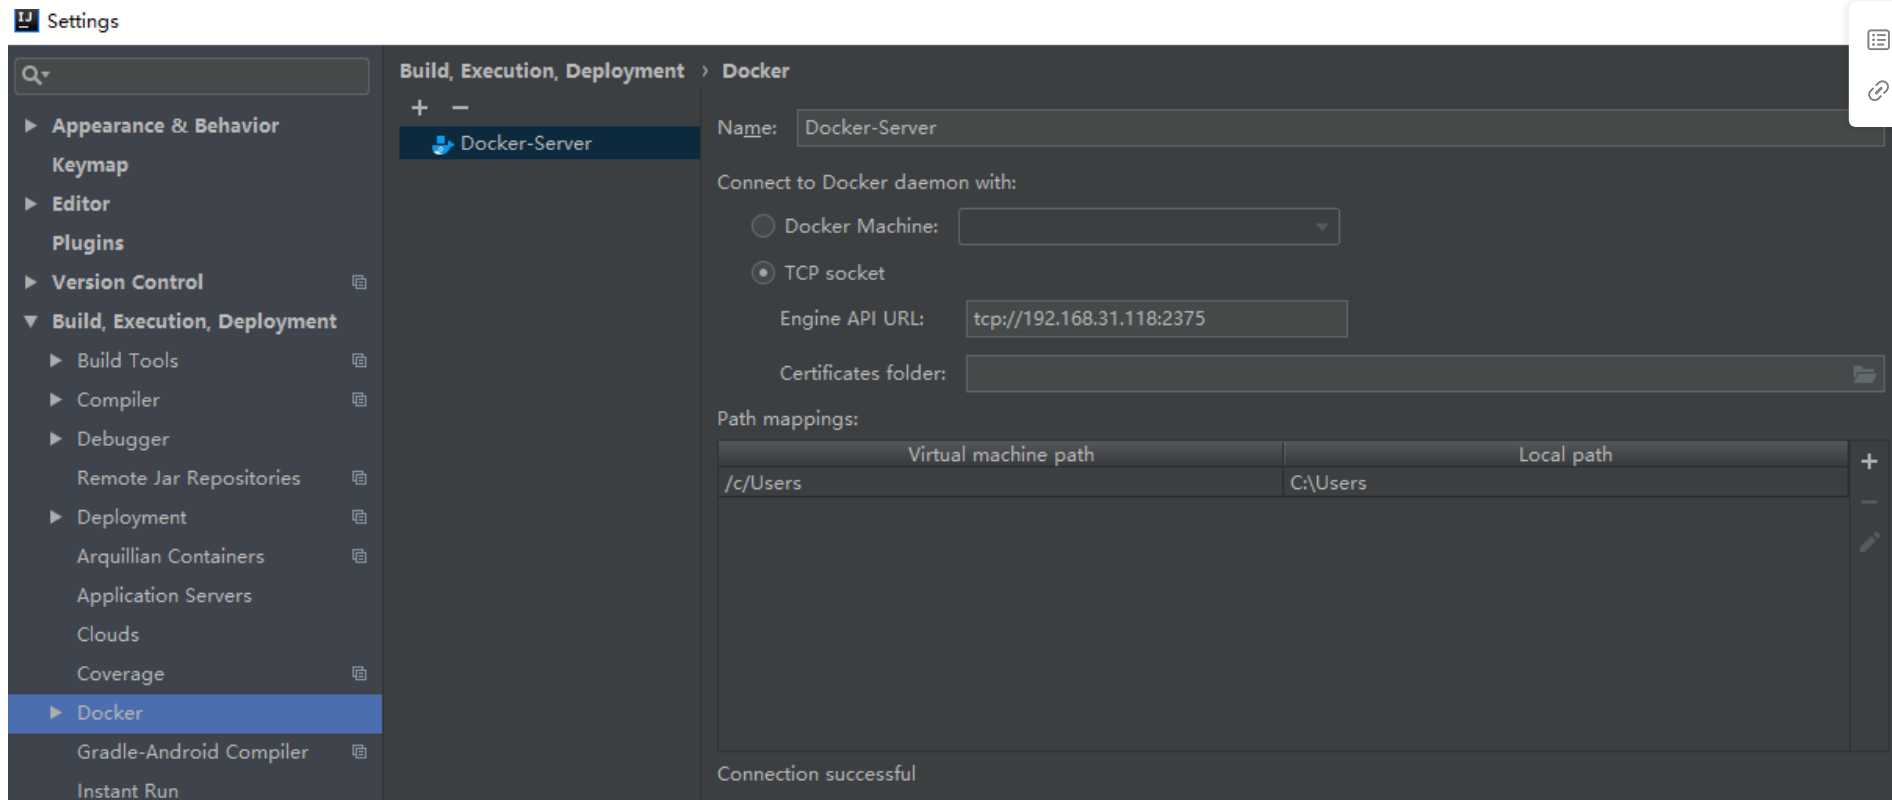 Settings
Appearance & Behavior
Keymap
Editor
Plugins
Version Control
Build, Execution, Deployment
Build Tools
Compiler
Debugger
Remote Jar Repositories
Deployment
Arquillian Containers
Application Servers
Clouds
Coverage
Docker
Gradle-Android Compiler
Instant Run
Build, Execution, Deployment › Docker
Docker-Server
Name: Docker-Server
Connect to Docker daemon with:
Docker Machine:
TCP socket
Engine API URL: tcp://192.168.31.118:2375
Certificates folder:
Path mappings:
Virtual machine path Local path
/c/Users C:\Users
Connection successful